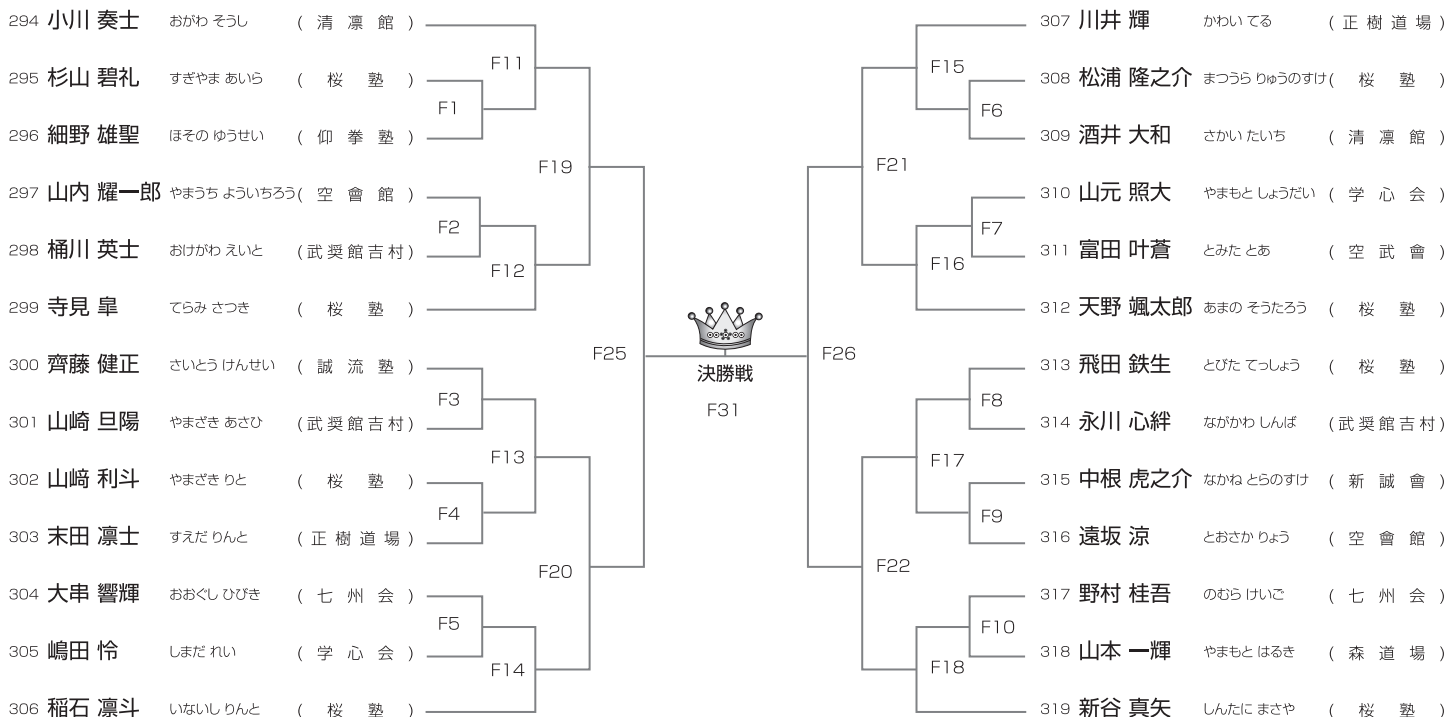 294 小川 奏士 おがわ そうし ( 清 凛 館 )
F11
295 杉山 碧礼 すぎやま あいら ( 桜 塾 )
F1
296 細野 雄聖 ほその ゆうせい ( 仰 拳 塾 )
F19
297 山内 耀一郎 やまうち よういちろう ( 空 會 館 )
F2
298 桶川 英士 おけがわ えいと (武奨館吉村)
F12
299 寺見 皐 てらみ さつき ( 桜 塾 )
F25
300 齊藤 健正 さいとう けんせい ( 誠 流 塾 )
F3
301 山崎 旦陽 やまざき あさひ (武奨館吉村)
F13
302 山﨑 利斗 やまざき りと ( 桜 塾 )
F4
303 末田 凛士 すえだ りんと ( 正 樹 道 場 )
F20
304 大串 響輝 おおぐし ひびき ( 七 州 会 )
F5
305 嶋田 怜 しまだ れい ( 学 心 会 )
F14
306 稲石 凛斗 いないし りんと ( 桜 塾 )
決勝戦
F31
307 川井 輝 かわい てる ( 正 樹 道 場 )
F15
308 松浦 隆之介 まつうら りゅうのすけ ( 桜 塾 )
F6
309 酒井 大和 さかい たいち ( 清 凛 館 )
F21
310 山元 照大 やまもと しょうだい ( 学 心 会 )
F7
311 富田 叶蒼 とみた とあ ( 空 武 會 )
F16
312 天野 颯太郎 あまの そうたろう ( 桜 塾 )
F26
313 飛田 鉄生 とびた てっしょう ( 桜 塾 )
F8
314 永川 心絆 ながかわ しんば (武奨館吉村)
F17
315 中根 虎之介 なかね とらのすけ ( 新 誠 會 )
F9
316 遠坂 涼 とおさか りょう ( 空 會 館 )
F22
317 野村 桂吾 のむら けいご ( 七 州 会 )
F10
318 山本 一輝 やまもと はるき ( 森 道 場 )
F18
319 新谷 真矢 しんたに まさや ( 桜 塾 )